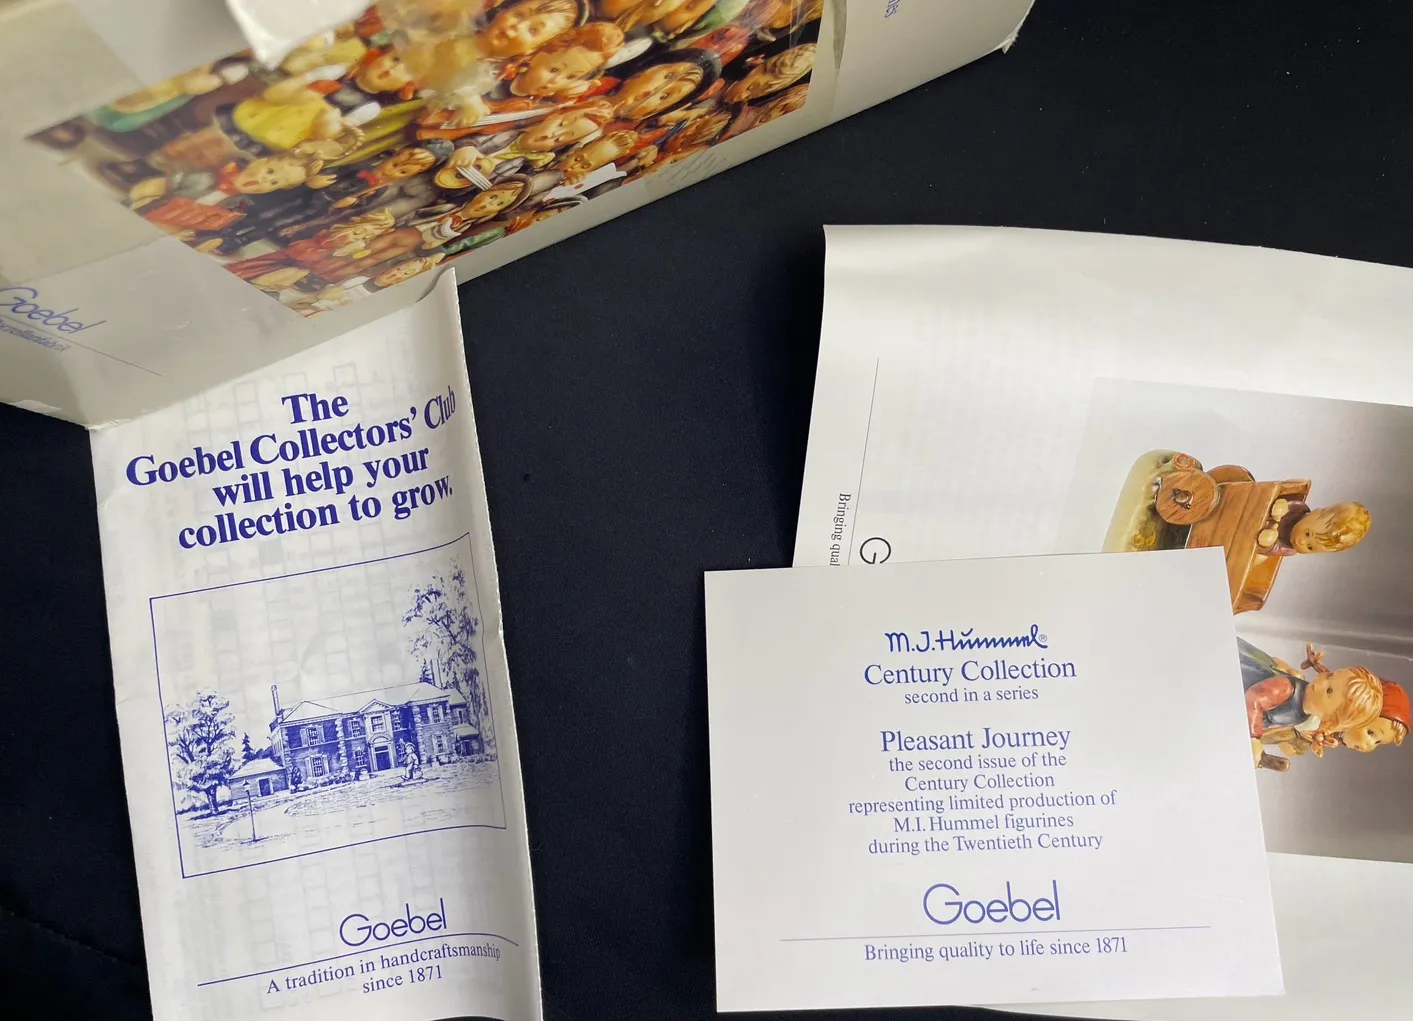 Goebel
The
Goebel Collectors' Club
will help your
collection to grow.
Goebel
A tradition in handcraftsmanship
since 1871
Bringing
M.J.Hummel®
Century Collection
second in a series
Pleasant Journey
the second issue of the
Century Collection
representing limited production of
M.I. Hummel figurines
during the Twentieth Century
Goebel
Bringing quality to life since 1871